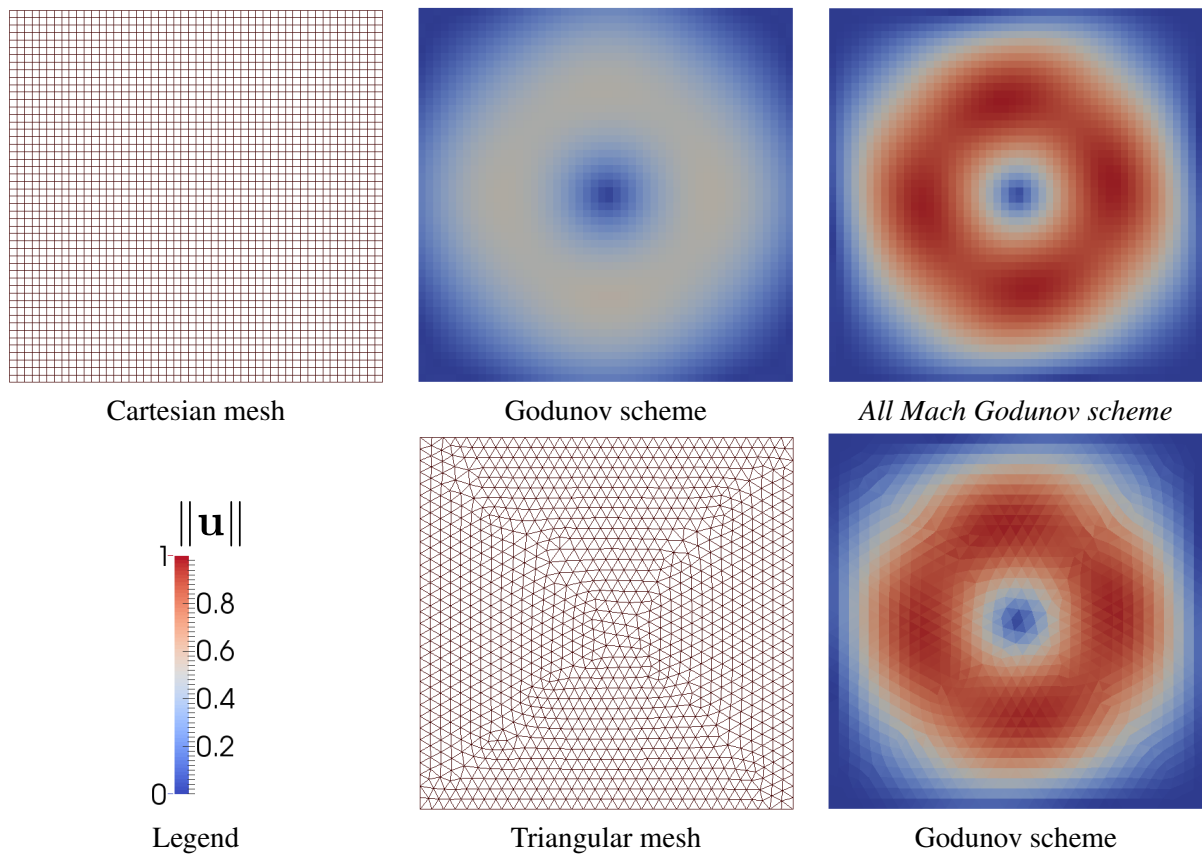 Cartesian mesh
Godunov scheme
All Mach Godunov scheme
||u||
1
0.8
0.6
0.4
0.2
0
Legend
Triangular mesh
Godunov scheme